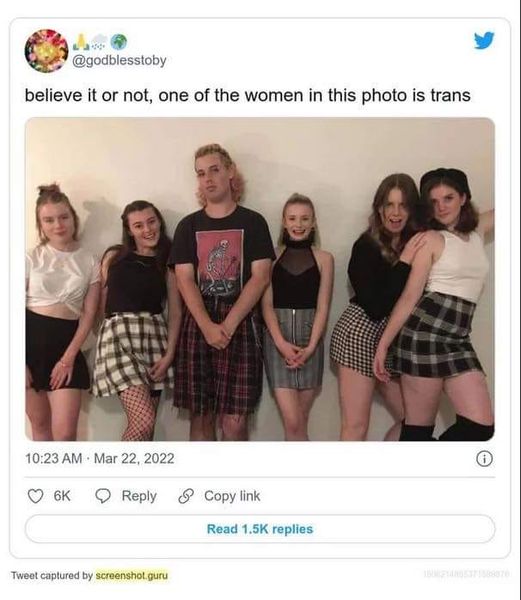 @godblesstoby
believe it or not, one of the women in this photo is trans
10:23 AM · Mar 22, 2022
6K Reply Copy link
Read 1.5K replies
Tweet captured by screenshot.guru